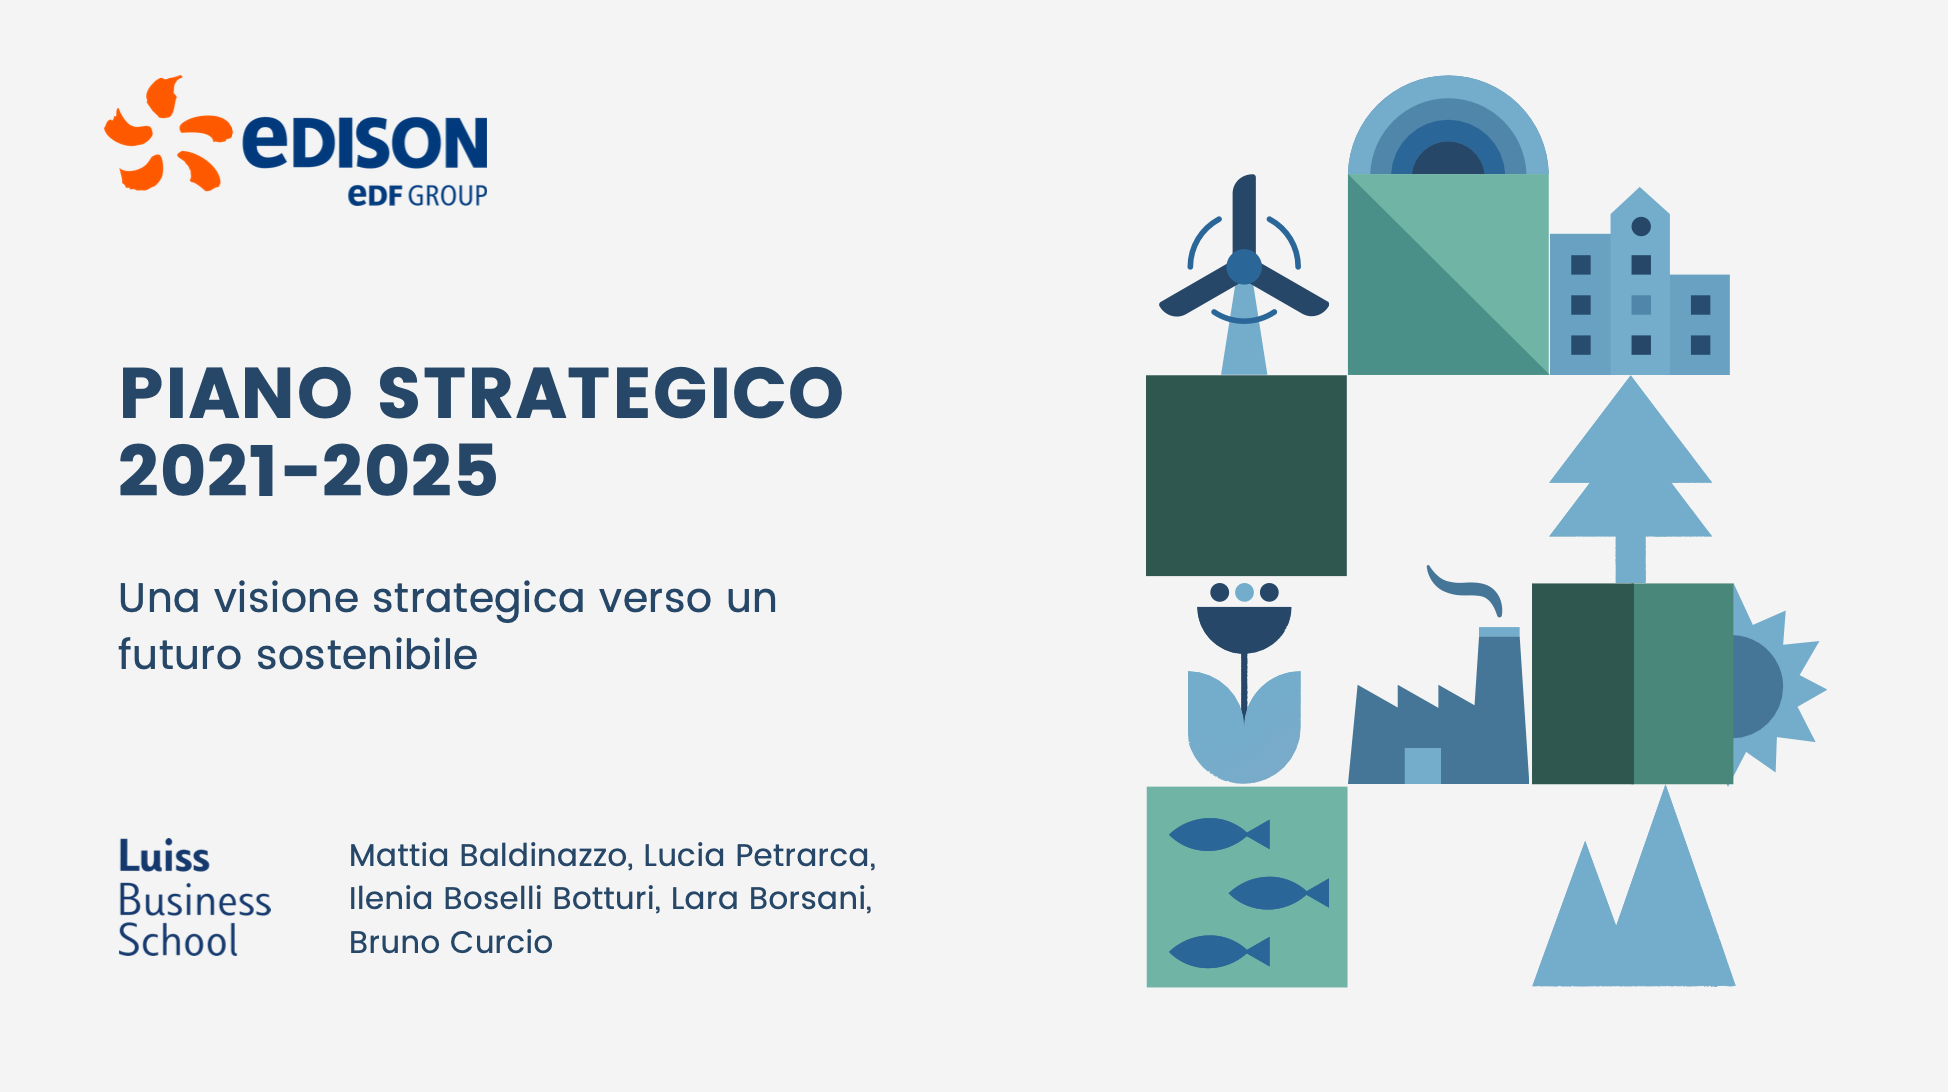 eDISON
eDF GROUP
PIANO STRATEGICO
2021-2025
Una visione strategica verso un
futuro sostenibile
Luiss
Business
School
Mattia Baldinazzo, Lucia Petrarca,
Ilenia Boselli Botturi, Lara Borsani,
Bruno Curcio